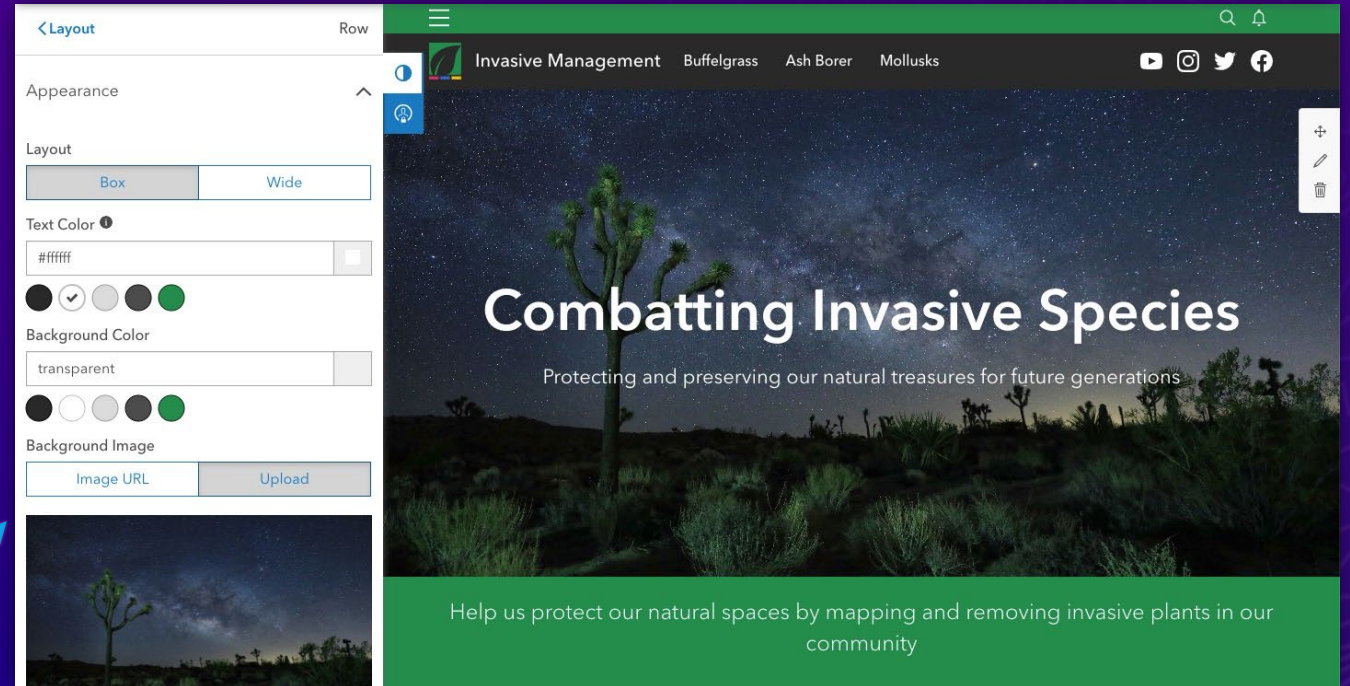 Layout
Row
Appearance
Layout
Box
Wide
Text Color
#ffffff
Background Color
transparent
Background Image
Image URL
Upload
Invasive Management
Buffelgrass
Ash Borer
Mollusks
Combatting Invasive Species
Protecting and preserving our natural treasures for future generations
Help us protect our natural spaces by mapping and removing invasive plants in our
community